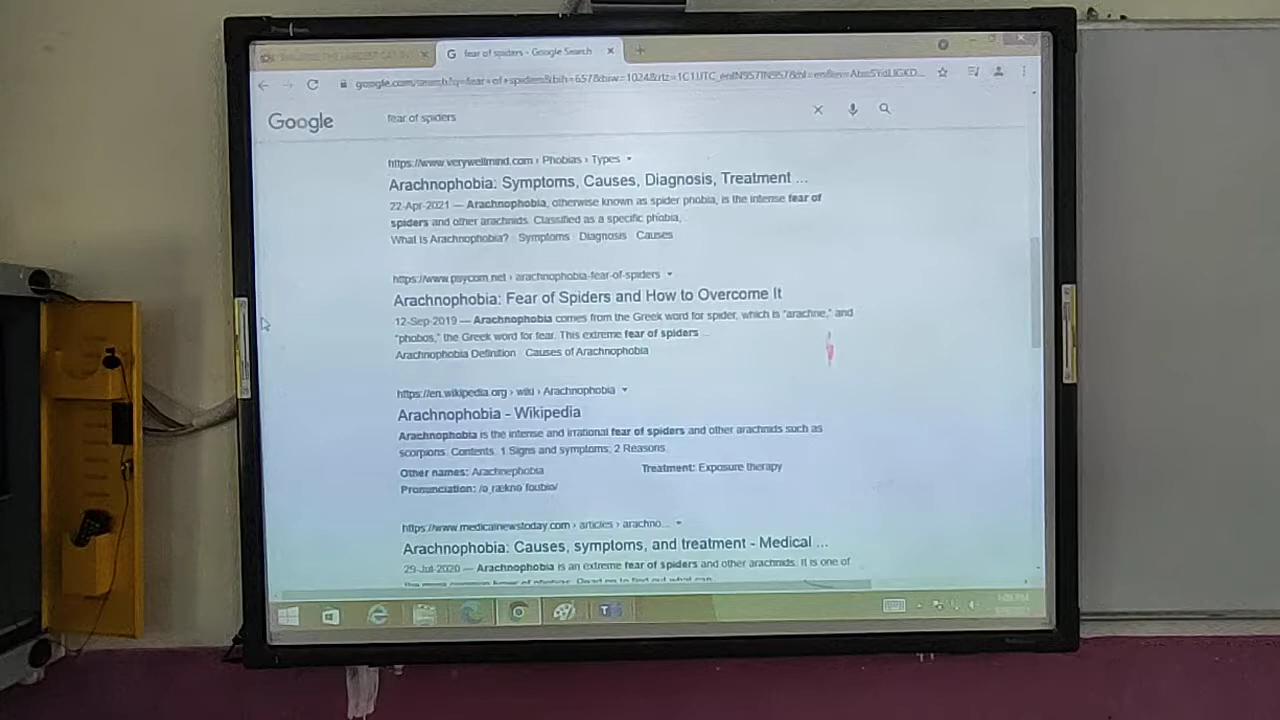 fear of spiders - Google Search
Google
fear of spiders
https://www.verywellmind.com › Phobias › Types
Arachnophobia: Symptoms, Causes, Diagnosis, Treatment ...
22-Apr-2021 — Arachnophobia, otherwise known as spider phobia, is the intense fear of
spiders and other arachnids. Classified as a specific phobia,
What is Arachnophobia? Symptoms Diagnosis Causes
https://www.psycom.net › arachnophobia-fear-of-spiders
Arachnophobia: Fear of Spiders and How to Overcome It
12-Sep-2019 — Arachnophobia comes from the Greek word for spider, which is "arachne," and
"phobos," the Greek word for fear. This extreme fear of spiders ...
Arachnophobia Definition Causes of Arachnophobia
https://en.wikipedia.org › wiki › Arachnophobia
Arachnophobia - Wikipedia
Arachnophobia is the intense and irrational fear of spiders and other arachnids such as
scorpions. Contents. 1 Signs and symptoms; 2 Reasons
Other names: Arachnephobia
Treatment: Exposure therapy
Pronunciation:
https://www.medicalnewstoday.com › articles › arachno...
Arachnophobia: Causes, symptoms, and treatment - Medical ...
29-Jul-2020 — Arachnophobia is an extreme fear of spiders and other arachnids. It is one of